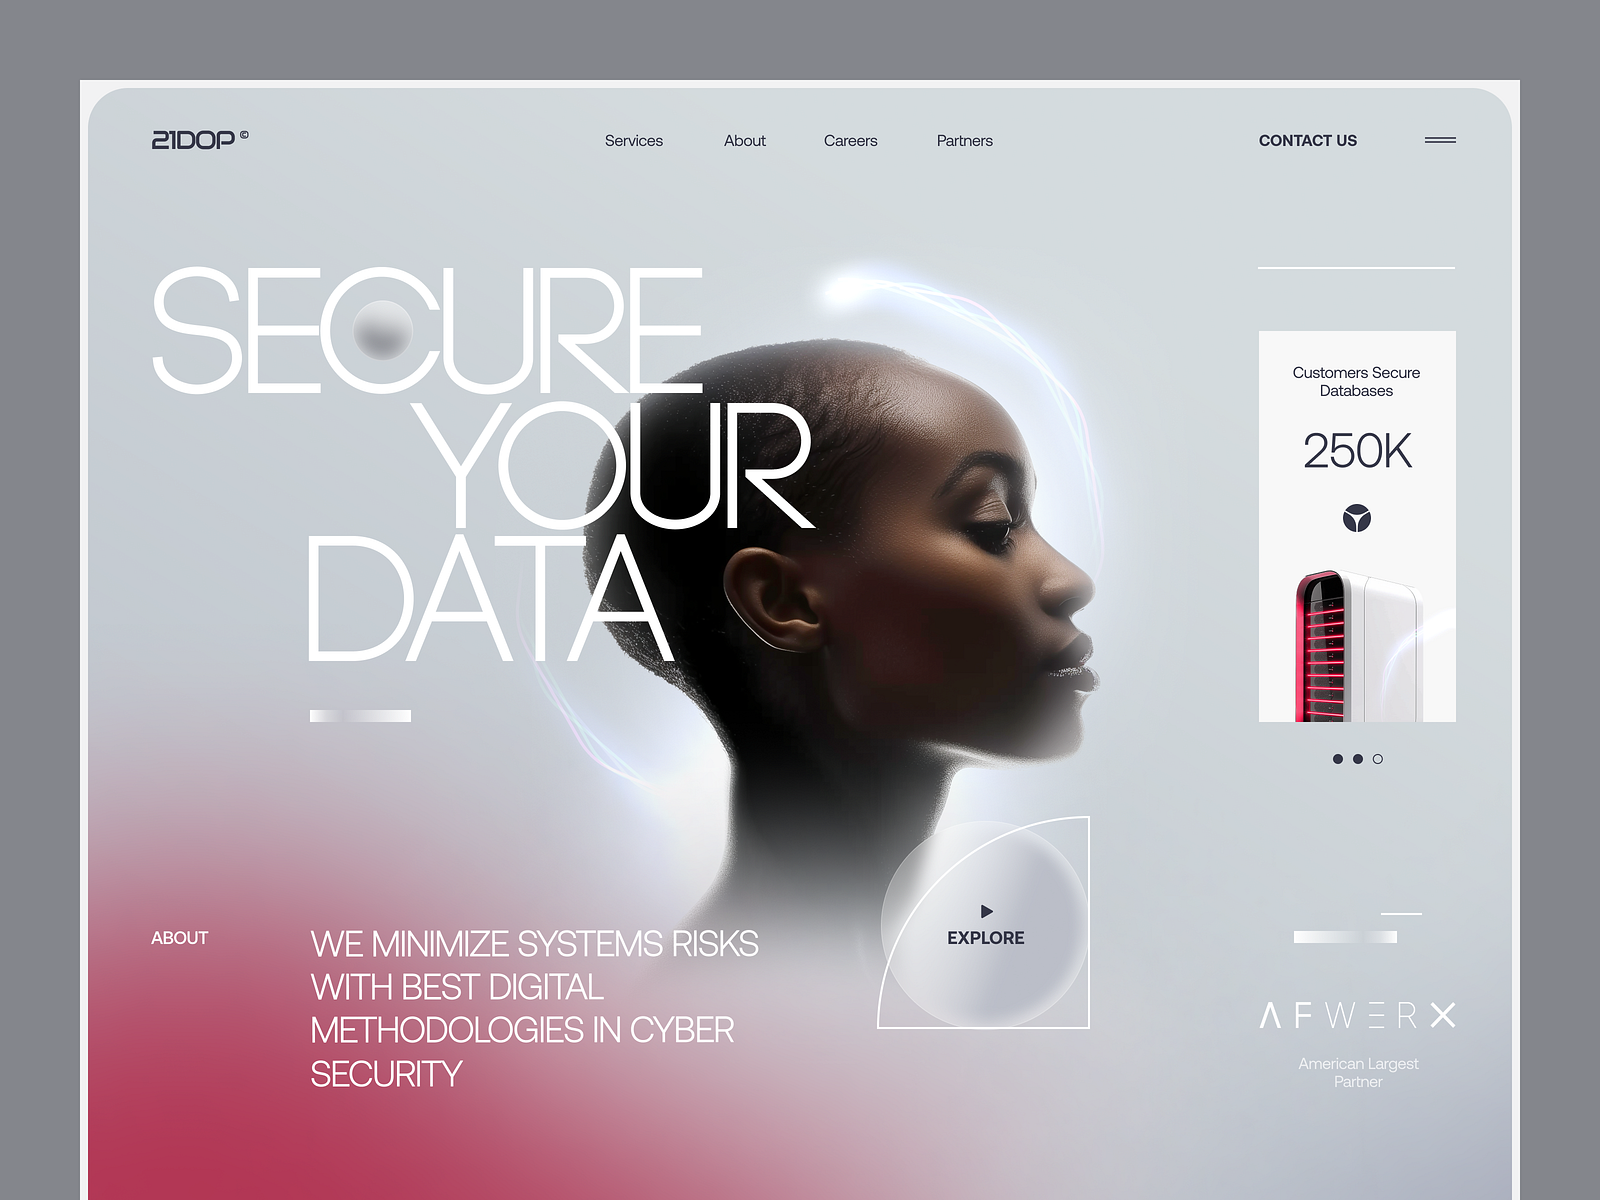 21DOP ©
Services
About
Careers
Partners
CONTACT US
SECURE
YOUR
DATA
Customers Secure
Databases
250K
ABOUT
WE MINIMIZE SYSTEMS RISKS
WITH BEST DIGITAL
METHODOLOGIES IN CYBER
SECURITY
EXPLORE
AFWERX
American Largest
Partner